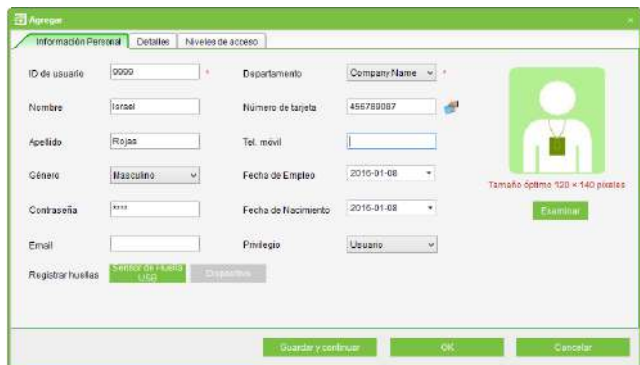 Agregar
Información Personal Detalles Niveles de acceso
ID de usuario 9999 * Departamento Company Name *
Nombre Israel Número de tarjeta 456789087
Apellido Rojas Tel. móvil
Género Masculino Fecha de Empleo 2016-01-08
Tamaño óptimo 120 × 140 píxeles
Contraseña **** Fecha de Nacimiento 2016-01-08 Examinar
Email Privilegio Usuario
Registrar huellas Sensor de Huella USB Dispositivo
Guardar y continuar OK Cancelar